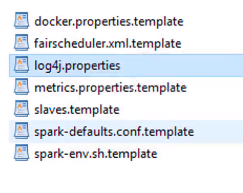 docker.properties.template
fairscheduler.xml.template
log4j.properties
metrics.properties.template
slaves.template
spark-defaults.conf.template
spark-env.sh.template